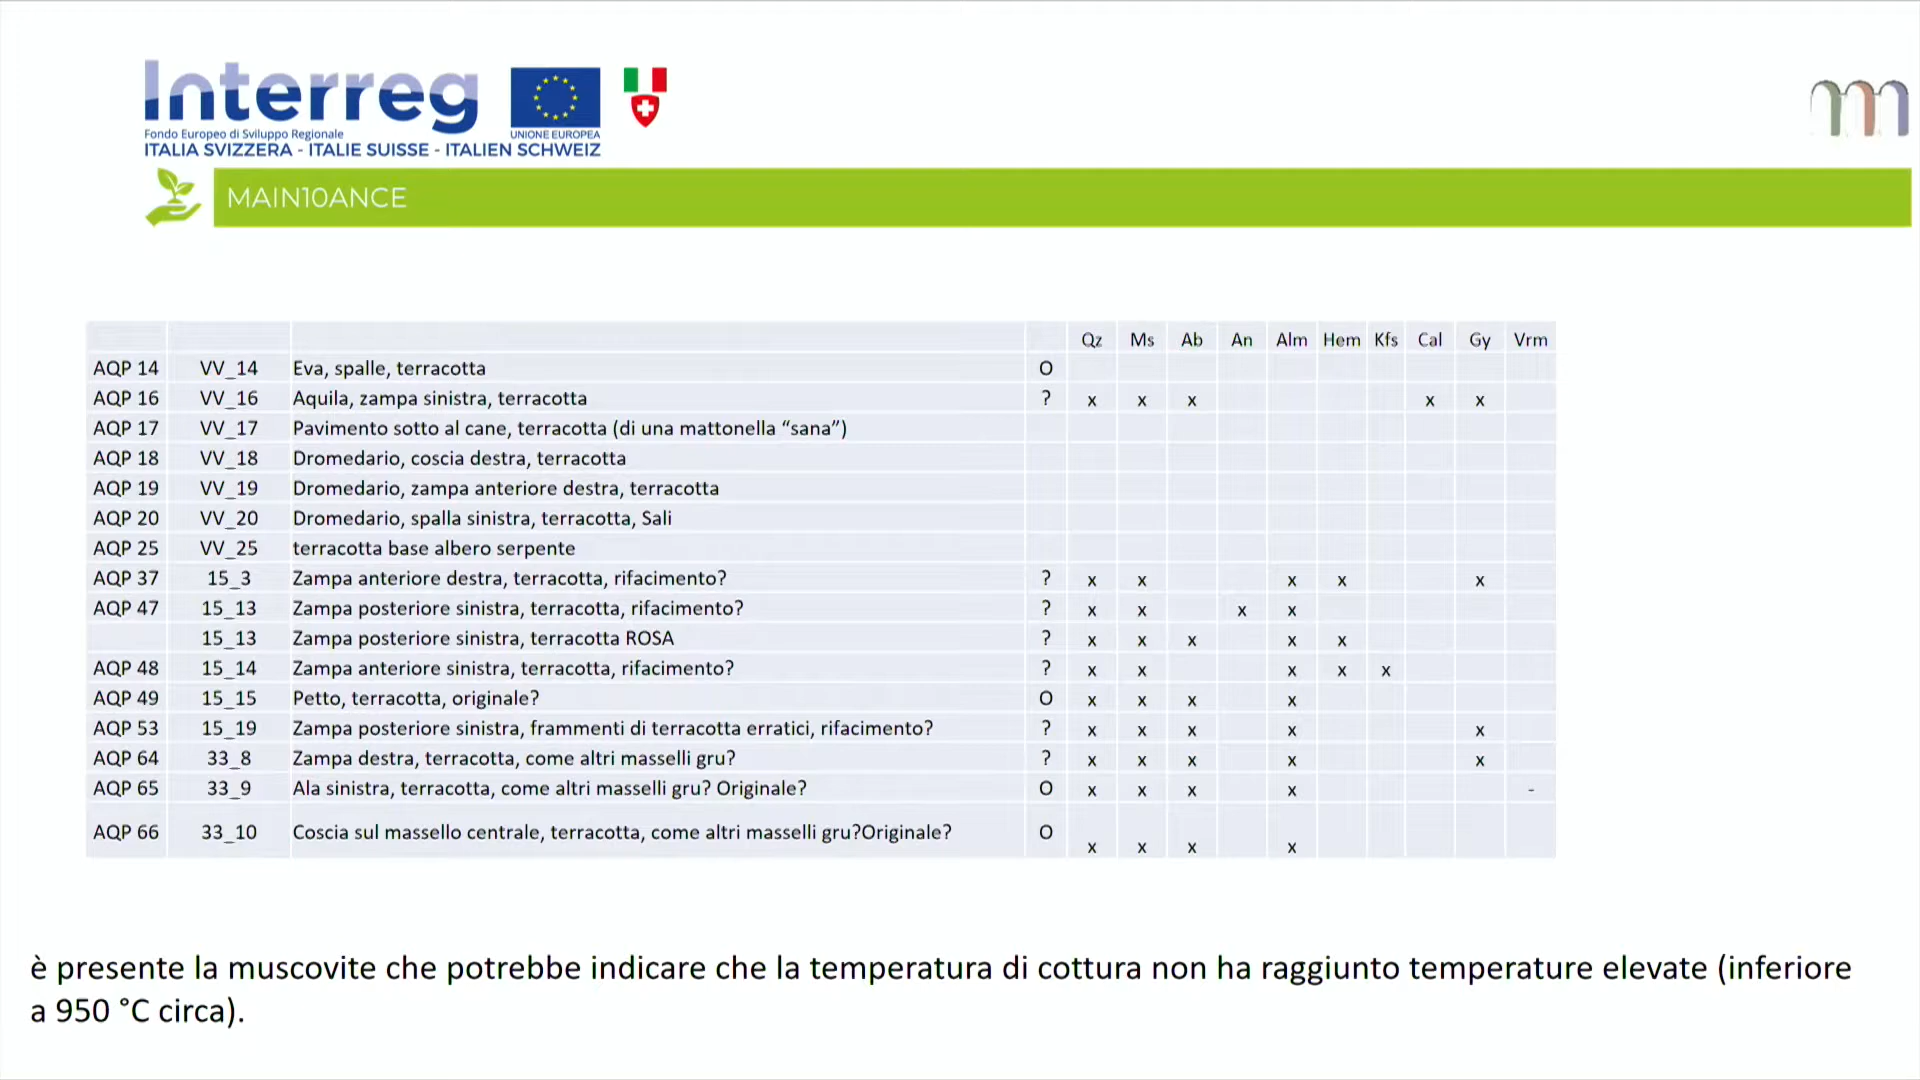 Interreg
Fondo Europeo di Sviluppo Regionale
UNIONE EUROPEA
ITALIA SVIZZERA - ITALIE SUISSE - ITALIEN SCHWEIZ
MAIN10ANCE
Qz Ms Ab An Alm Hem Kfs Cal Gy Vrm
AQP 14 VV_14 Eva, spalle, terracotta O
AQP 16 VV_16 Aquila, zampa sinistra, terracotta ? x x x x x
AQP 17 VV_17 Pavimento sotto al cane, terracotta (di una mattonella “sana”)
AQP 18 VV_18 Dromedario, coscia destra, terracotta
AQP 19 VV_19 Dromedario, zampa anteriore destra, terracotta
AQP 20 VV_20 Dromedario, spalla sinistra, terracotta, Sali
AQP 25 VV_25 terracotta base albero serpente
AQP 37 15_3 Zampa anteriore destra, terracotta, rifacimento? ? x x x x x
AQP 47 15_13 Zampa posteriore sinistra, terracotta, rifacimento? ? x x x x
15_13 Zampa posteriore sinistra, terracotta ROSA ? x x x x x
AQP 48 15_14 Zampa anteriore sinistra, terracotta, rifacimento? ? x x x x x
AQP 49 15_15 Petto, terracotta, originale? O x x x x
AQP 53 15_19 Zampa posteriore sinistra, frammenti di terracotta erratici, rifacimento? ? x x x x x
AQP 64 33_8 Zampa destra, terracotta, come altri masselli gru? ? x x x x x
AQP 65 33_9 Ala sinistra, terracotta, come altri masselli gru? Originale? O x x x x -
AQP 66 33_10 Coscia sul massello centrale, terracotta, come altri masselli gru?Originale? O x x x x
è presente la muscovite che potrebbe indicare che la temperatura di cottura non ha raggiunto temperature elevate (inferiore
a 950 °C circa).